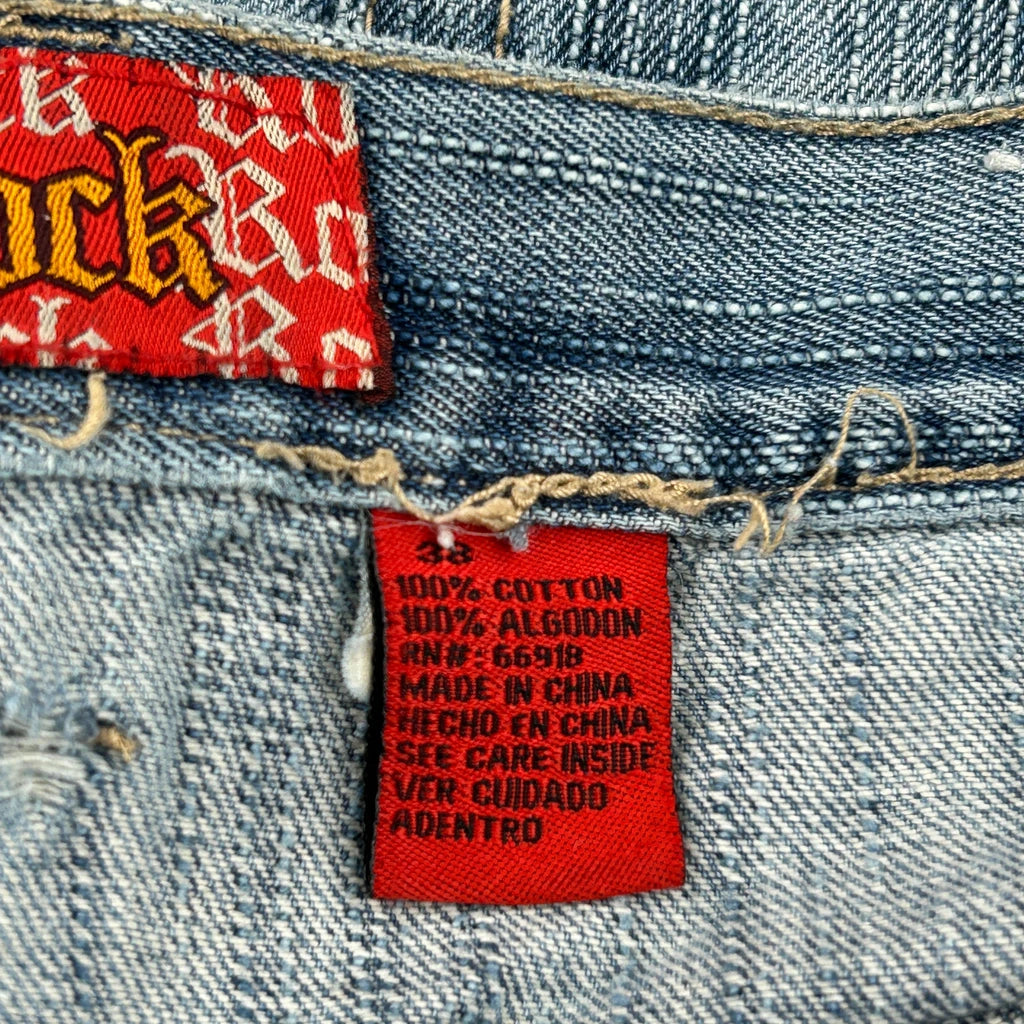 ock
38
100% COTTON
100% ALGODON
RN#: 66918
MADE IN CHINA
HECHO EN CHINA
SEE CARE INSIDE
VER CUIDADO
ADENTRO